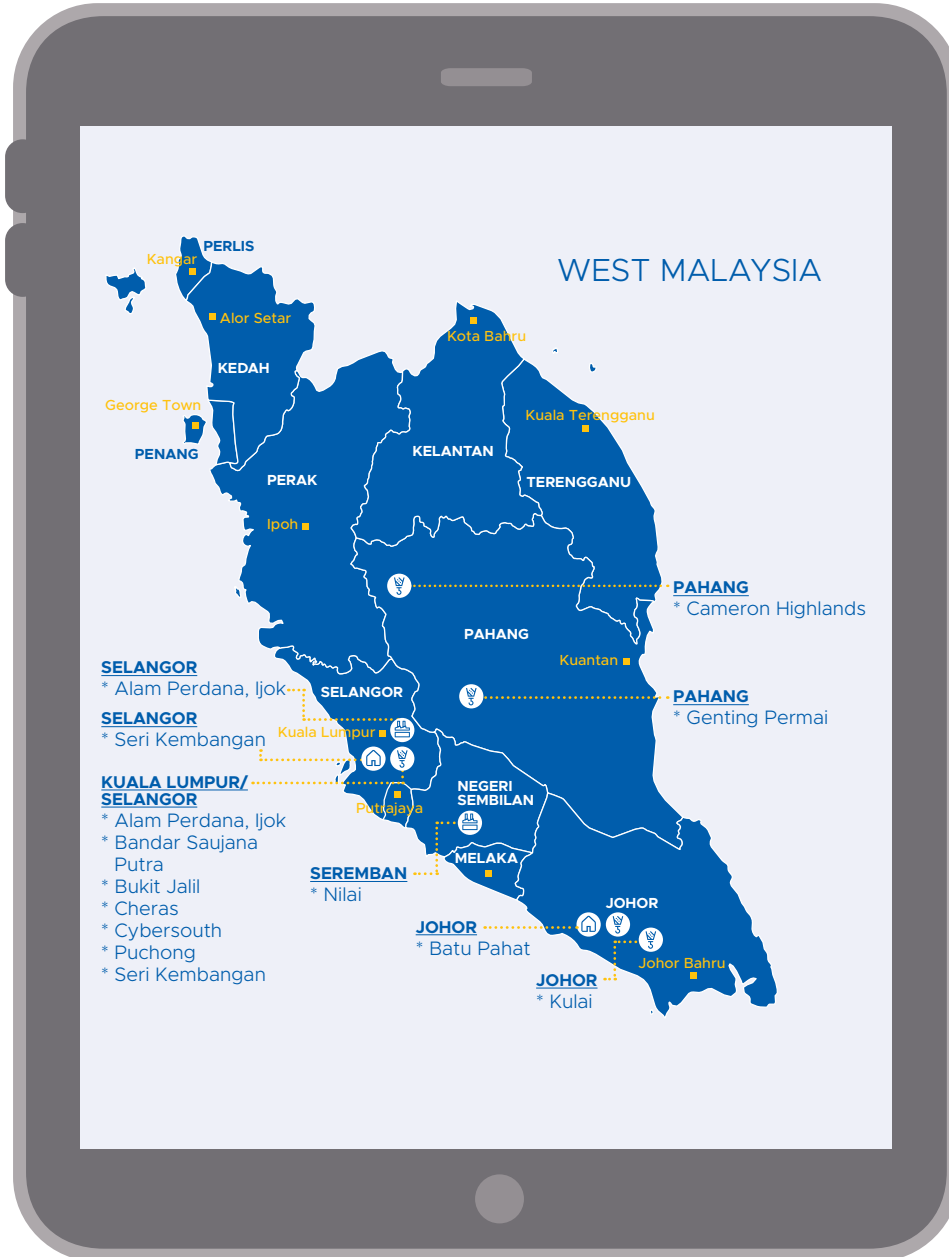 WEST MALAYSIA
PERLIS
Kangar
Alor Setar
KEDAH
George Town
PENANG
PERAK
Ipoh
Kota Bahru
KELANTAN
Kuala Terengganu
TERENGGANU
PAHANG
Kuantan
PAHANG
* Cameron Highlands
PAHANG
* Genting Permai
SELANGOR
* Alam Perdana, Ijok
SELANGOR
* Seri Kembangan
KUALA LUMPUR/
SELANGOR
* Alam Perdana, Ijok
* Bandar Saujana
Putra
* Bukit Jalil
* Cheras
* Cybersouth
* Puchong
* Seri Kembangan
SELANGOR
Kuala Lumpur
Putrajaya
NEGERI
SEMBILAN
MELAKA
SEREMBAN
* Nilai
JOHOR
Johor Bahru
JOHOR
* Batu Pahat
JOHOR
* Kulai